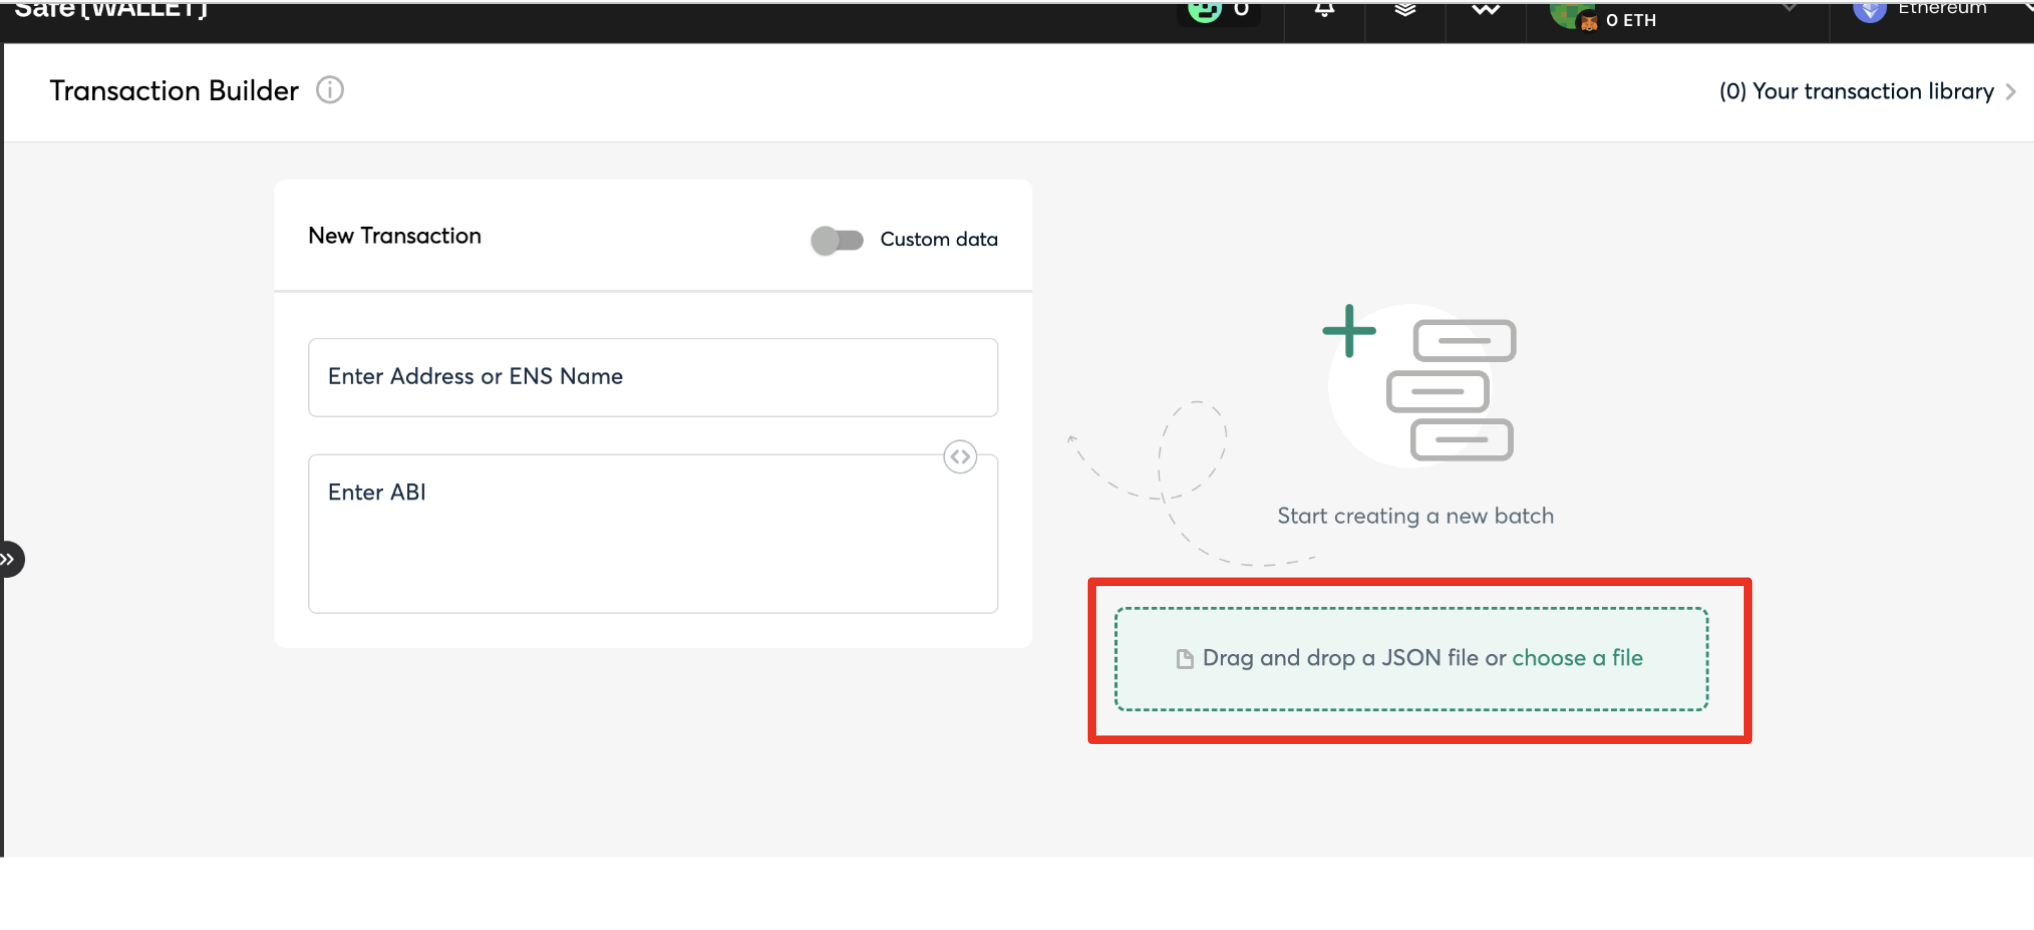 Safe{WALLET}
0
0 ETH
Ethereum
Transaction Builder
(0) Your transaction library
New Transaction
Custom data
Enter Address or ENS Name
Enter ABI
Start creating a new batch
Drag and drop a JSON file or choose a file